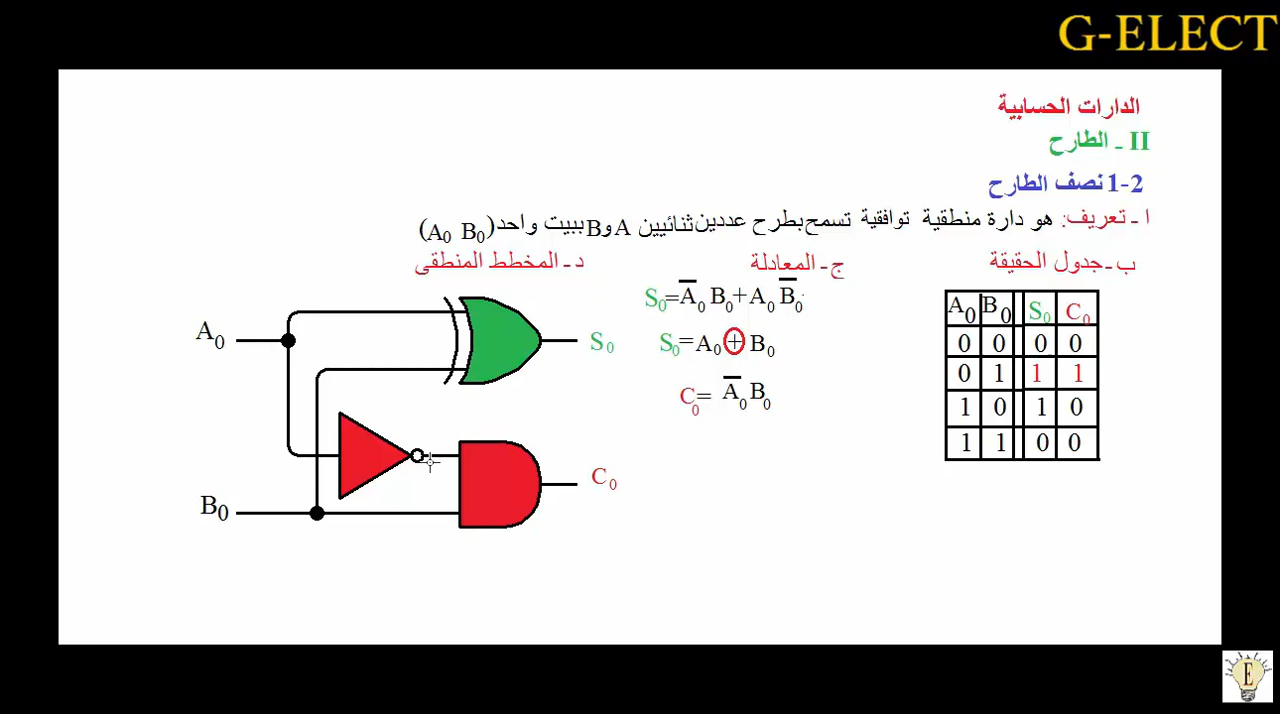 G-ELECT
الدارات الحسابية
II ـ الطارح
1-2 نصف الطارح
ا ـ تعريف: هو دارة منطقية توافقية تسمح بطرح عددين ثنائيين A وB ببيت واحد (A0 B0)
ب ـ جدول الحقيقة
A0 B0 S0 C0
0 0 0 0
0 1 1 1
1 0 1 0
1 1 0 0
ج ـ المعادلة
S0=A̅0 B0+A0 B̅0
S0=A0 ⊕ B0
C0= A̅0 B0
د ـ المخطط المنطقى
A0
S0
B0
C0
E